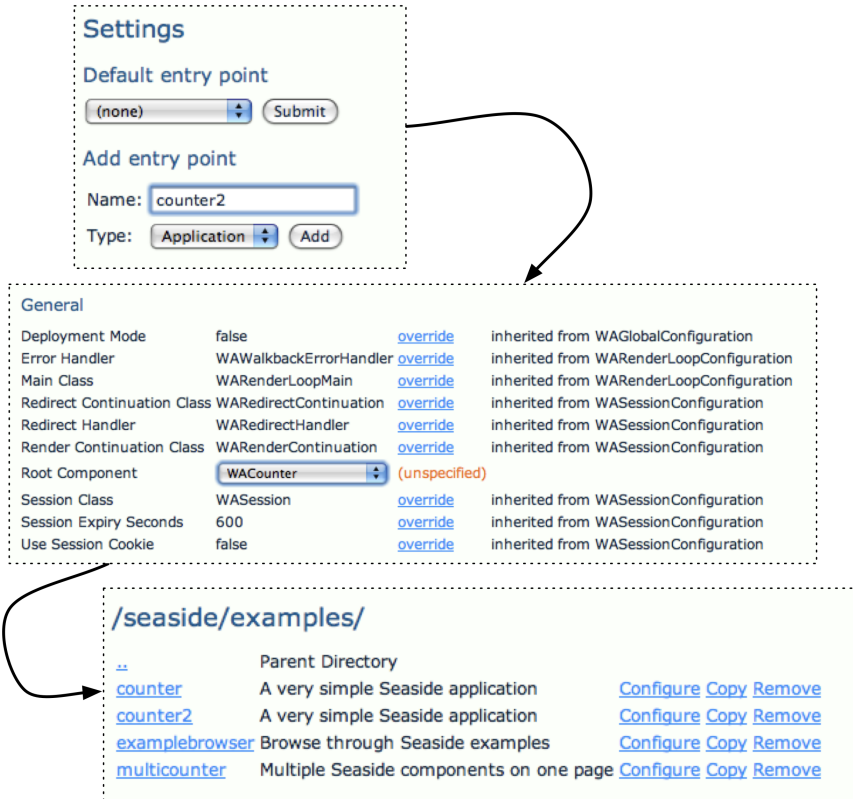 Settings
Default entry point
(none) Submit
Add entry point
Name: counter2
Type: Application Add
General
Deployment Mode false override inherited from WAGlobalConfiguration
Error Handler WAWalkbackErrorHandler override inherited from WARenderLoopConfiguration
Main Class WARenderLoopMain override inherited from WARenderLoopConfiguration
Redirect Continuation Class WARedirectContinuation override inherited from WASessionConfiguration
Redirect Handler WARedirectHandler override inherited from WASessionConfiguration
Render Continuation Class WARenderContinuation override inherited from WASessionConfiguration
Root Component WACounter (unspecified)
Session Class WASession override inherited from WASessionConfiguration
Session Expiry Seconds 600 override inherited from WASessionConfiguration
Use Session Cookie false override inherited from WASessionConfiguration
/seaside/examples/
.. Parent Directory
counter A very simple Seaside application Configure Copy Remove
counter2 A very simple Seaside application Configure Copy Remove
examplebrowser Browse through Seaside examples Configure Copy Remove
multicounter Multiple Seaside components on one page Configure Copy Remove